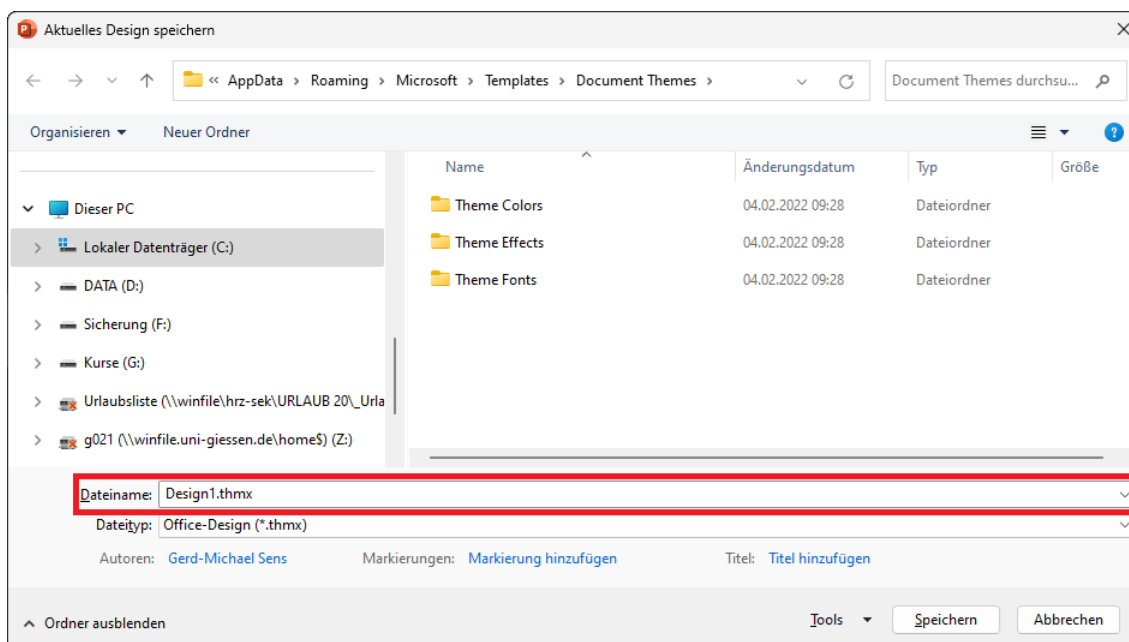 Aktuelles Design speichern
« AppData > Roaming > Microsoft > Templates > Document Themes >
Document Themes durchsu...
Organisieren
Neuer Ordner
Name
Änderungsdatum
Typ
Größe
Dieser PC
Lokaler Datenträger (C:)
DATA (D:)
Sicherung (F:)
Kurse (G:)
Urlaubsliste (\\winfile\hrz-sek\URLAUB 20\_Urla
g021 (\\winfile.uni-giessen.de\home$) (Z:)
Theme Colors 04.02.2022 09:28 Dateiordner
Theme Effects 04.02.2022 09:28 Dateiordner
Theme Fonts 04.02.2022 09:28 Dateiordner
Dateiname: Design1.thmx
Dateityp: Office-Design (*.thmx)
Autoren: Gerd-Michael Sens
Markierungen: Markierung hinzufügen
Titel: Titel hinzufügen
Ordner ausblenden
Tools
Speichern
Abbrechen